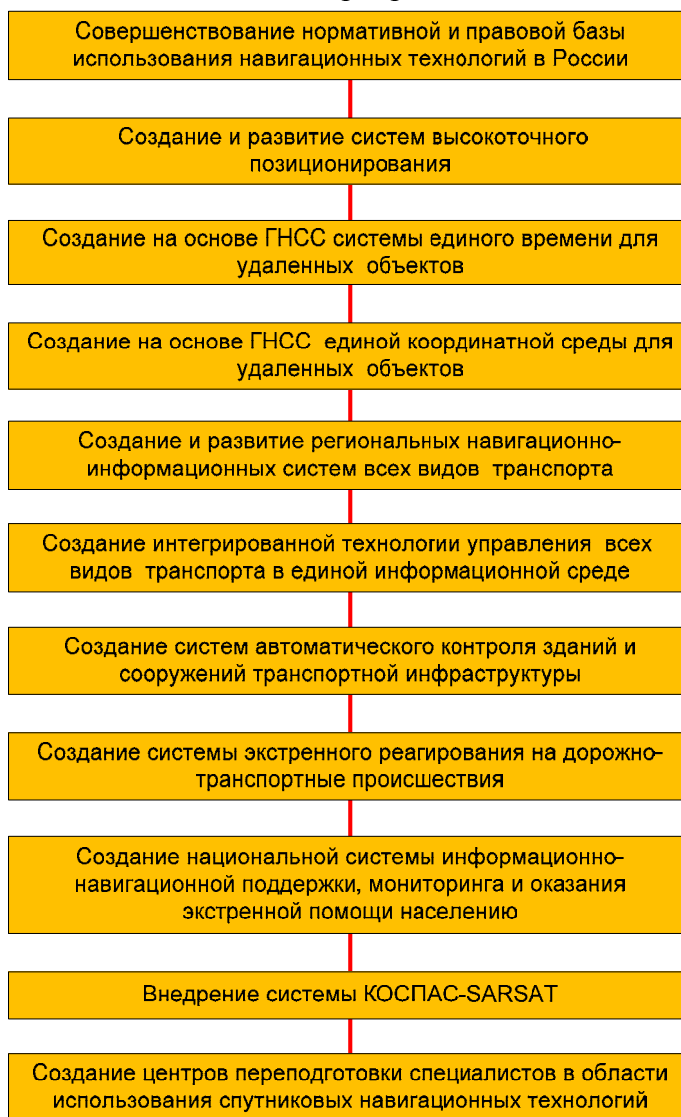 Совершенствование нормативной и правовой базы
использования навигационных технологий в России
Создание и развитие систем высокоточного
позиционирования
Создание на основе ГНСС системы единого времени для
удаленных объектов
Создание на основе ГНСС единой координатной среды для
удаленных объектов
Создание и развитие региональных навигационно-
информационных систем всех видов транспорта
Создание интегрированной технологии управления всех
видов транспорта в единой информационной среде
Создание систем автоматического контроля зданий и
сооружений транспортной инфраструктуры
Создание системы экстренного реагирования на дорожно-
транспортные происшествия
Создание национальной системы информационно-
навигационной поддержки, мониторинга и оказания
экстренной помощи населению
Внедрение системы КОСПАС-SARSAT
Создание центров переподготовки специалистов в области
использования спутниковых навигационных технологий